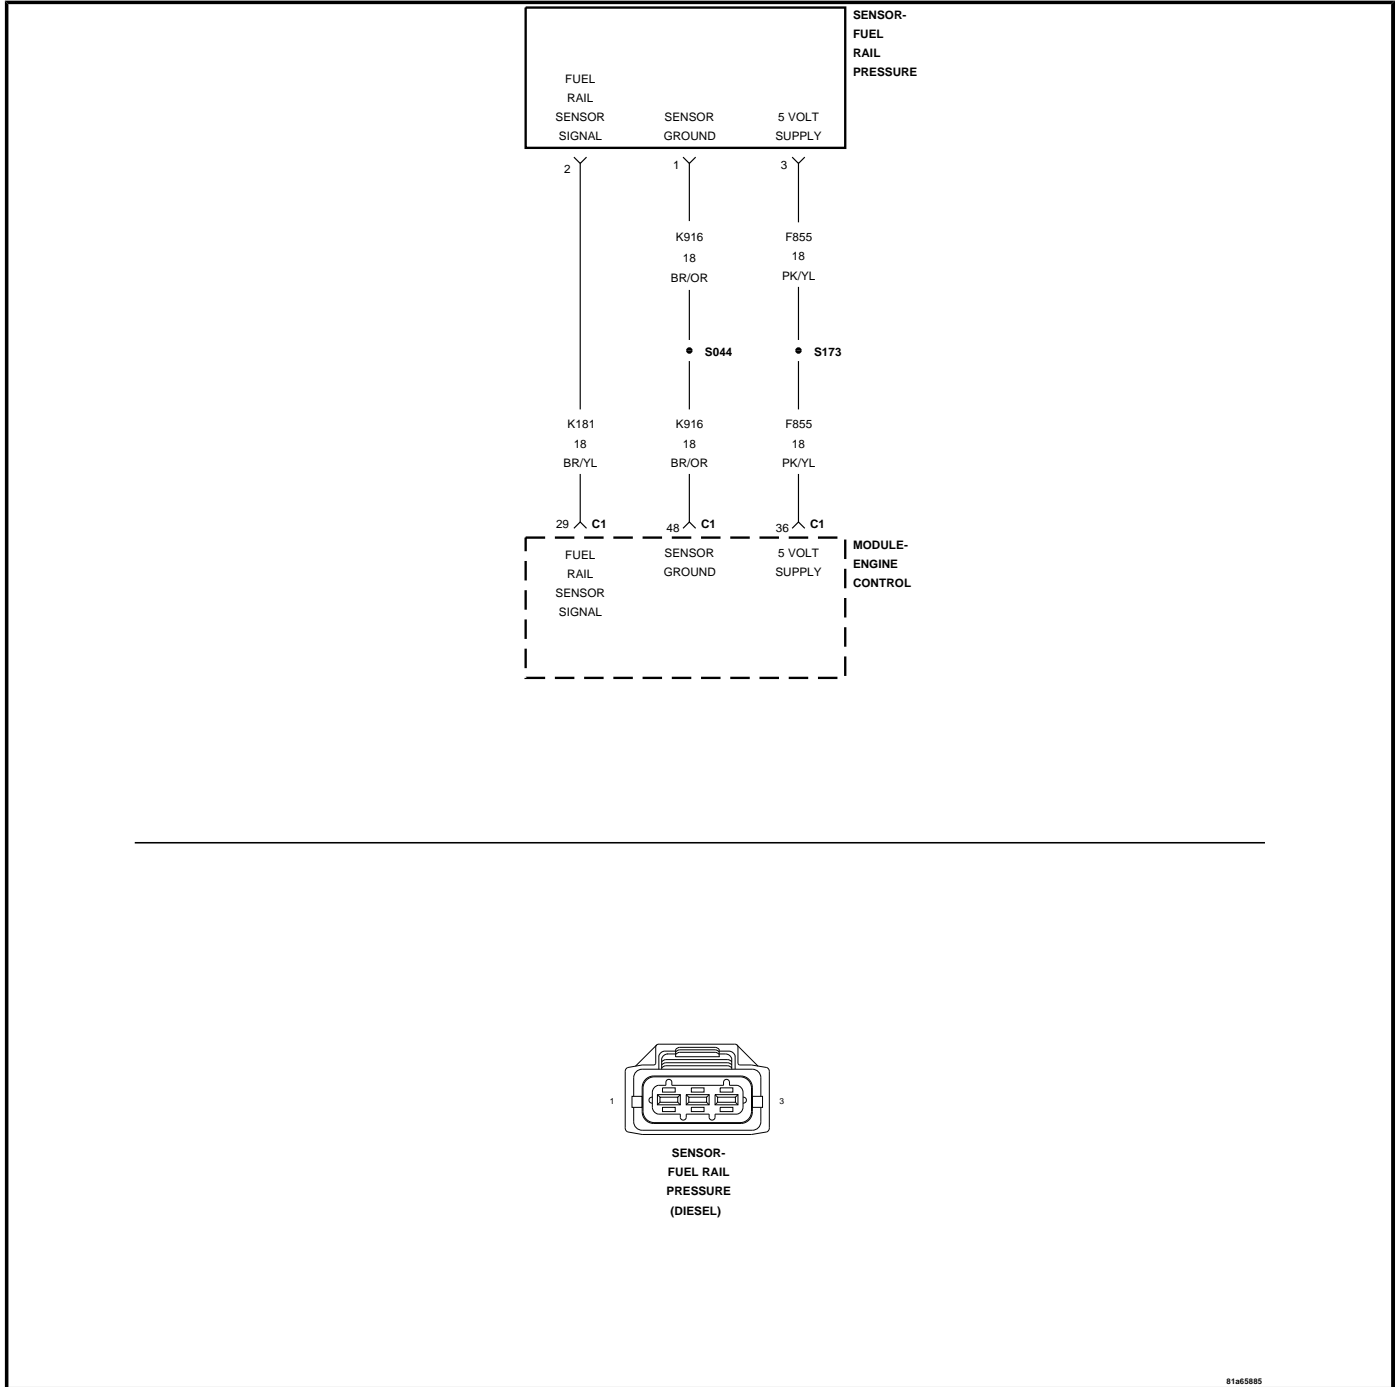 SENSOR-
FUEL
RAIL
PRESSURE
FUEL
RAIL
SENSOR SENSOR 5 VOLT
SIGNAL GROUND SUPPLY
2 1 3
K916 F855
18 18
BR/OR PK/YL
S044 S173
K181 K916 F855
18 18 18
BR/YL BR/OR PK/YL
29 C1 48 C1 36 C1
MODULE-
ENGINE
CONTROL
FUEL SENSOR 5 VOLT
RAIL GROUND SUPPLY
SENSOR
SIGNAL
1 3
SENSOR-
FUEL RAIL
PRESSURE
(DIESEL)
81a65885